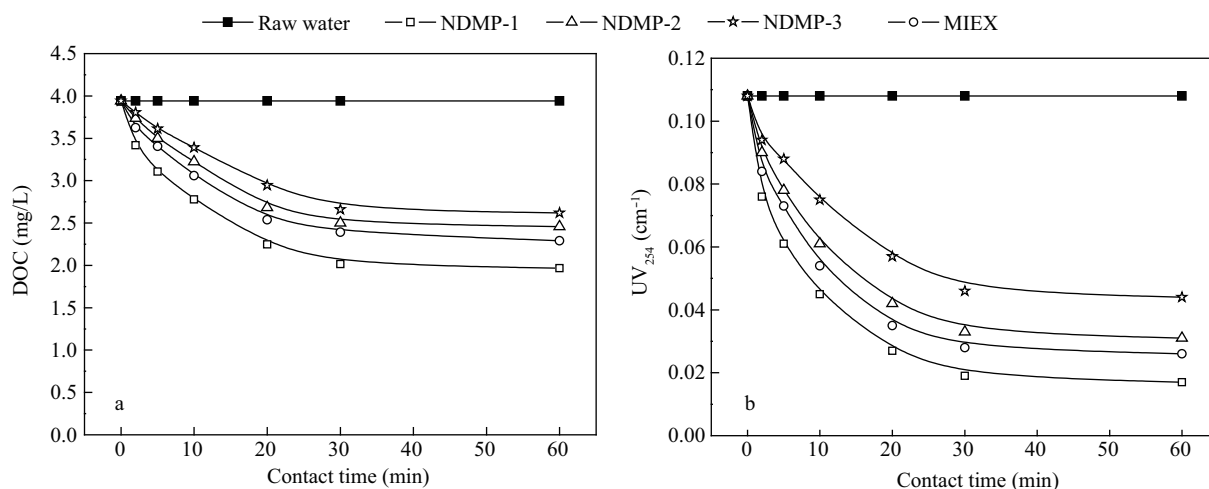 Raw water NDMP-1 NDMP-2 NDMP-3 MIEX
4.5
4.0
3.5
3.0
2.5
2.0
1.5
1.0
0.5
0.0
DOC (mg/L)
a
0 10 20 30 40 50 60
Contact time (min)
0.12
0.10
0.08
0.06
0.04
0.02
0.00
UV₂₅₄ (cm⁻¹)
b
0 10 20 30 40 50 60
Contact time (min)